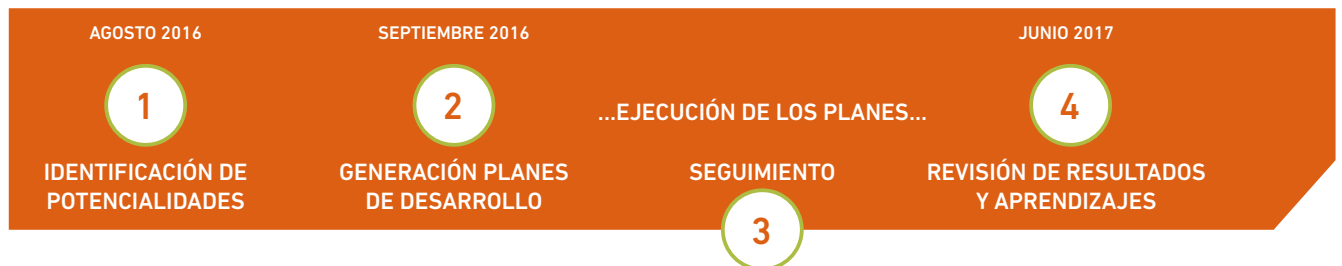 AGOSTO 2016
1
IDENTIFICACIÓN DE
POTENCIALIDADES
SEPTIEMBRE 2016
2
GENERACIÓN PLANES
DE DESARROLLO
...EJECUCIÓN DE LOS PLANES...
SEGUIMIENTO
3
JUNIO 2017
4
REVISIÓN DE RESULTADOS
Y APRENDIZAJES